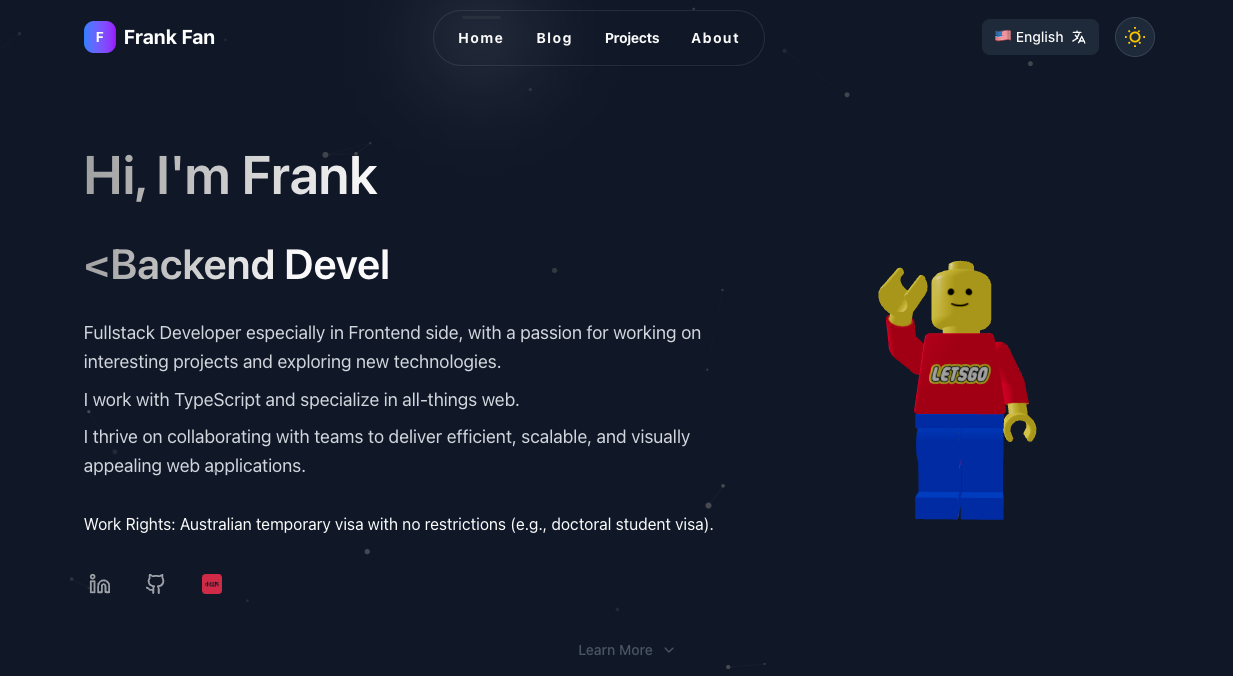 F Frank Fan
Home Blog Projects About
English
Hi, I'm Frank
<Backend Devel
Fullstack Developer especially in Frontend side, with a passion for working on
interesting projects and exploring new technologies.
I work with TypeScript and specialize in all-things web.
I thrive on collaborating with teams to deliver efficient, scalable, and visually
appealing web applications.
LETSGO
Work Rights: Australian temporary visa with no restrictions (e.g., doctoral student visa).
in
Learn More